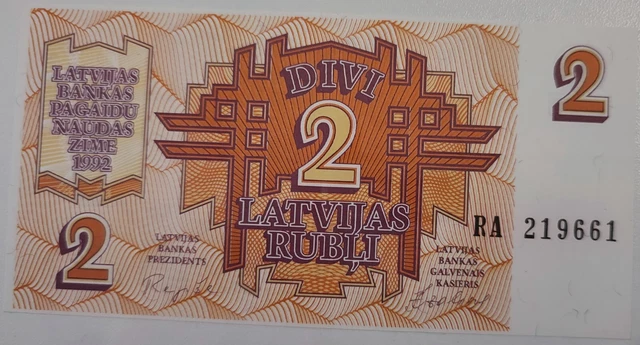 LATVIJAS
BANKAS
PAGAIDU
NAUDAS
ZĪME
1992
DIVI
2
LATVIJAS
RUBĻI
2
RA 219661
2
LATVIJAS
BANKAS
PREZIDENTS
LATVIJAS
BANKAS
GALVENAIS
KASIERIS